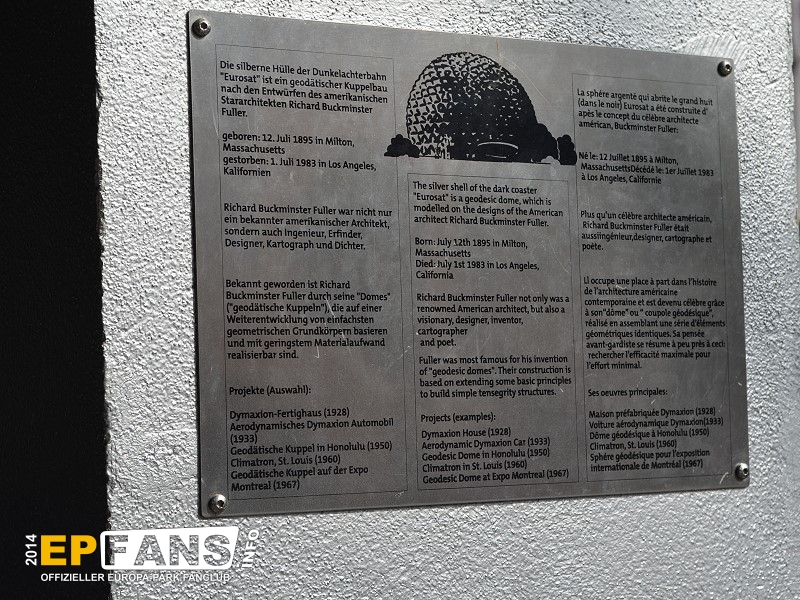 Die silberne Hülle der Dunkelachterbahn
"Eurosat" ist ein geodätischer Kuppelbau
nach den Entwürfen des amerikanischen
Stararchitekten Richard Buckminster
Fuller.
geboren: 12. Juli 1895 in Milton,
Massachusetts
gestorben: 1. Juli 1983 in Los Angeles,
Kalifornien
Richard Buckminster Fuller war nicht nur
ein bekannter amerikanischer Architekt,
sondern auch Ingenieur, Erfinder,
Designer, Kartograph und Dichter.
Bekannt geworden ist Richard
Buckminster Fuller durch seine "Domes"
("geodätische Kuppeln"), die auf einer
Weiterentwicklung von einfachsten
geometrischen Grundkörpern basieren
und mit geringstem Materialaufwand
realisierbar sind.
Projekte (Auswahl):
Dymaxion-Fertighaus (1928)
Aerodynamisches Dymaxion Automobil
(1933)
Geodätische Kuppel in Honolulu (1950)
Climatron, St. Louis (1960)
Geodätische Kuppel auf der Expo
Montreal (1967)
The silver shell of the dark coaster
"Eurosat" is a geodesic dome, which is
modelled on the designs of the American
architect Richard Buckminster Fuller.
Born: July 12th 1895 in Milton,
Massachusetts
Died: July 1st 1983 in Los Angeles,
California
Richard Buckminster Fuller not only was a
renowned American architect, but also a
visionary, designer, inventor,
cartographer
and poet.
Fuller was most famous for his invention
of "geodesic domes". Their construction is
based on extending some basic principles
to build simple tensegrity structures.
Projects (examples):
Dymaxion House (1928)
Aerodynamic Dymaxion Car (1933)
Geodesic Dome in Honolulu (1950)
Climatron in St. Louis (1960)
Geodesic Dome at Expo Montreal (1967)
La sphère argenté qui abrite le grand huit
(dans le noir) Eurosat a été construite d'
après le concept du célèbre architecte
américan, Buckminster Fuller:
Né le: 12 Juillet 1895 à Milton,
MassachusettsDécédé le: 1er Juillet 1983
à Los Angeles, Californie
Plus qu'un célèbre architecte américain,
Richard Buckminster Fuller était
aussiingénieur,designer, cartographe et
poète.
Il occupe une place à part dans l'histoire
de l'architecture américaine
contemporaine et est devenu célèbre grâce
à son"dôme" ou " coupole géodésique",
réalisé en assemblant une série d'éléments
géométriques identiques. Sa pensée
avant-gardiste se résume à peu près à ceci:
rechercher l'efficacité maximale pour
l'effort minimal.
Ses oeuvres principales:
Maison préfabriquée Dymaxion (1928)
Voiture aérodynamique Dymaxion(1933)
Dôme géodésique à Honolulu (1950)
Climatron, St. Louis (1960)
Sphère géodésique pour l'exposition
internationale de Montréal (1967)
2014 EPFANS INFO
OFFIZIELLER EUROPA-PARK FANCLUB